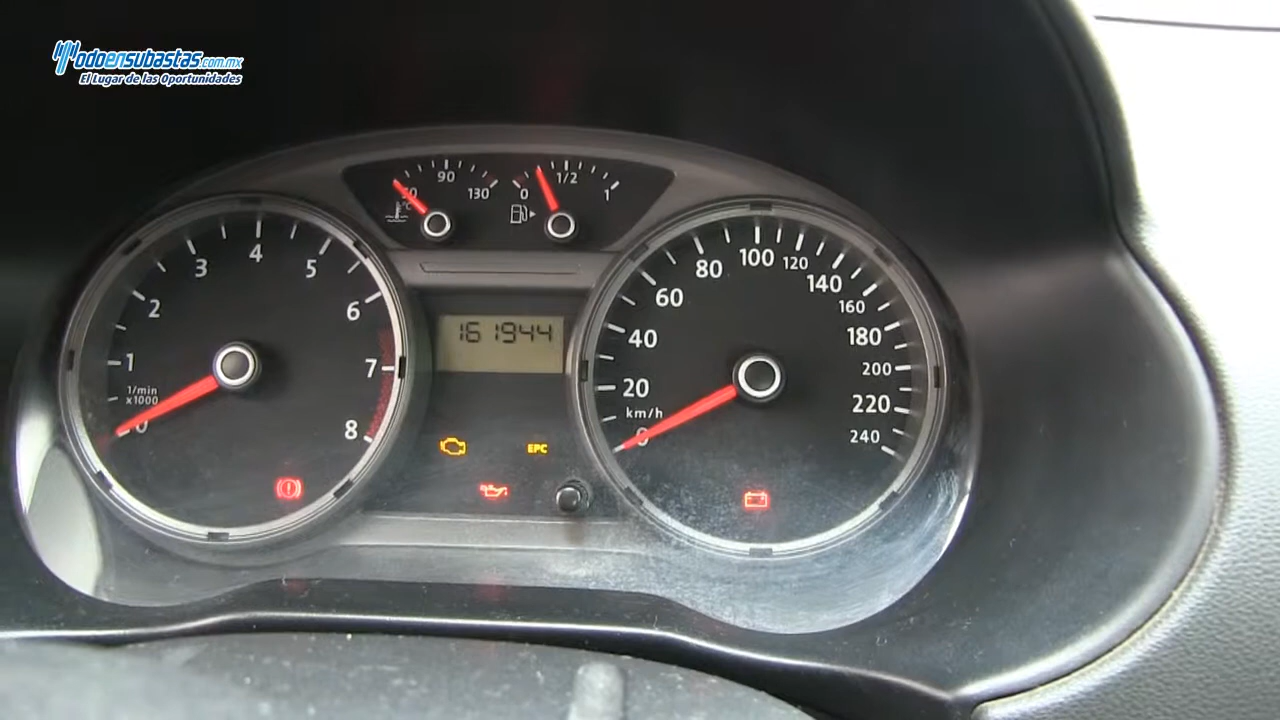 todoensubastas.com.mx
El Lugar de las Oportunidades
50 90 130
°C
0 1/2 1
0 1 2 3 4 5 6 7 8
1/min
x1000
161944
EPC
0 20 40 60 80 100 120 140 160 180 200 220 240
km/h